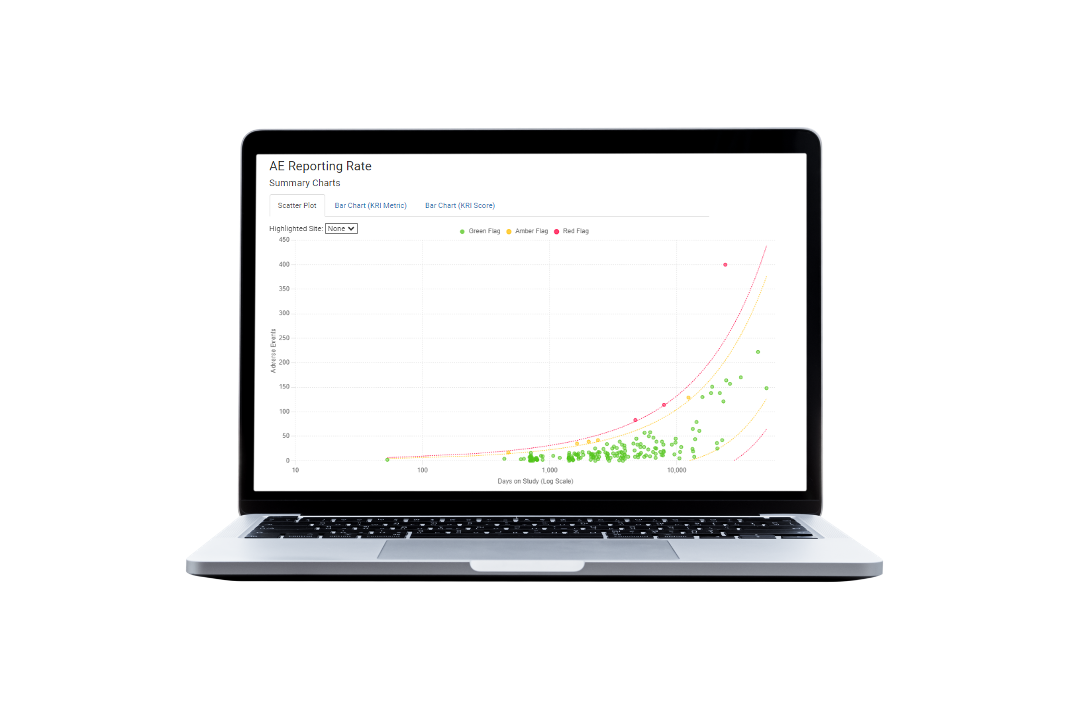 AE Reporting Rate
Summary Charts
Scatter Plot Bar Chart (KRI Metric) Bar Chart (KRI Score)
Highlighted Site: None
Green Flag Amber Flag Red Flag
450
400
350
300
250
200
150
100
50
0
Adverse Events
10 100 1,000 10,000
Days on Study (Log Scale)